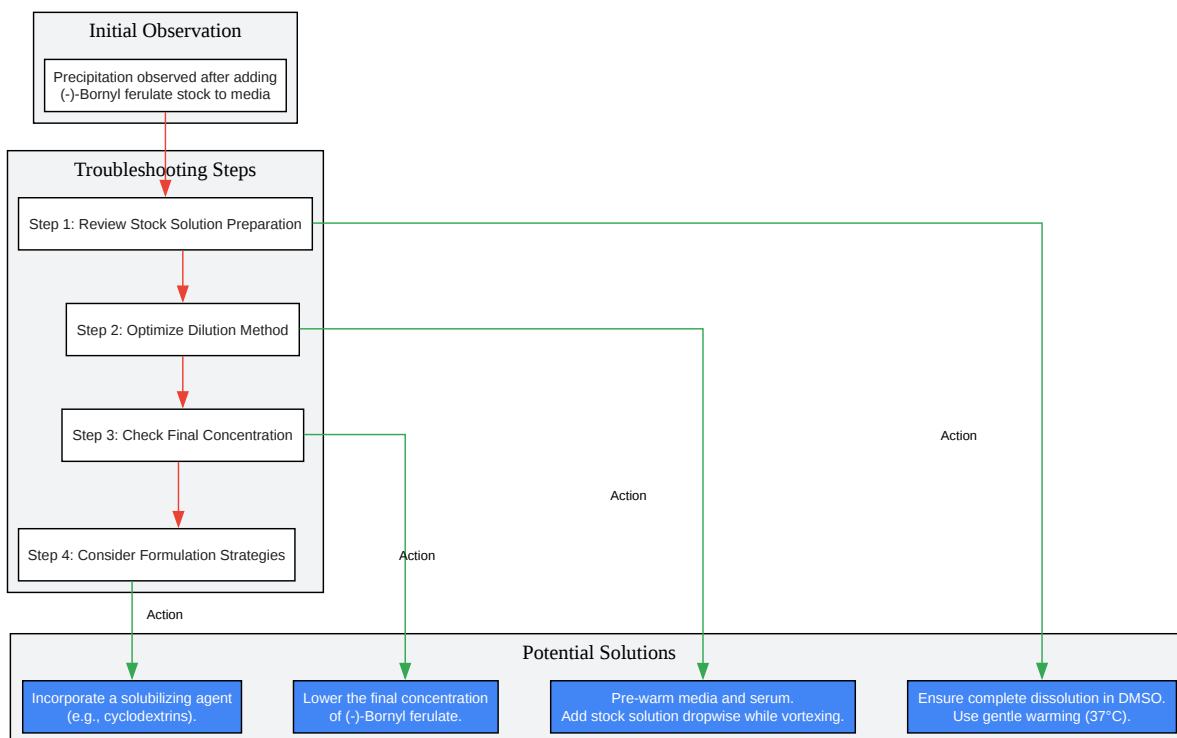 Initial Observation
Precipitation observed after adding
(-)-Bornyl ferulate stock to media
Troubleshooting Steps
Step 1: Review Stock Solution Preparation
Step 2: Optimize Dilution Method
Step 3: Check Final Concentration
Step 4: Consider Formulation Strategies
Action
Action
Action
Action
Potential Solutions
Incorporate a solubilizing agent
(e.g., cyclodextrins).
Lower the final concentration
of (-)-Bornyl ferulate.
Pre-warm media and serum.
Add stock solution dropwise while vortexing.
Ensure complete dissolution in DMSO.
Use gentle warming (37°C).